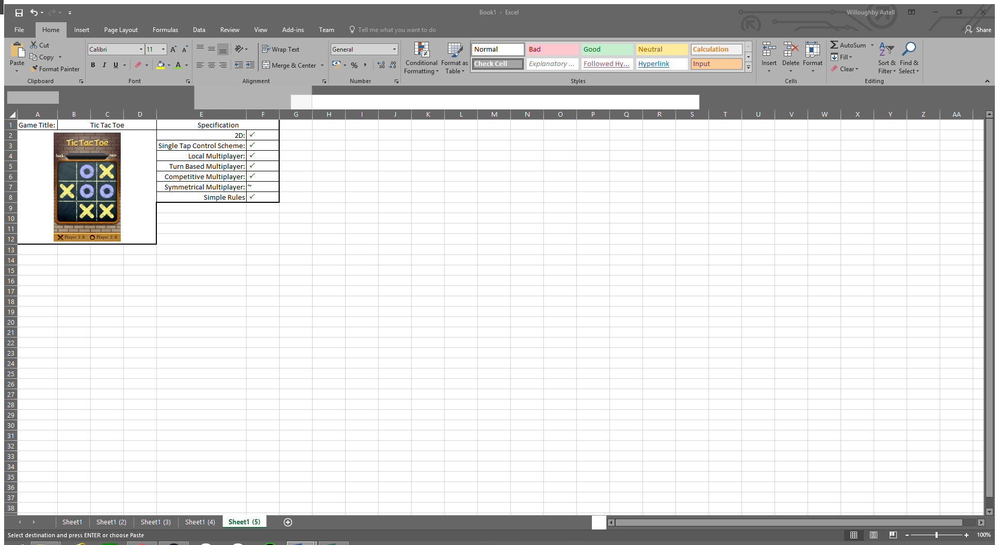 Book1 - Excel
Willoughby Axtell
File Home Insert Page Layout Formulas Data Review View Add-ins Team Tell me what you want to do Share
Paste
Cut
Copy
Format Painter
Clipboard
Calibri 11
B I U
Font
Wrap Text
Merge & Center
Alignment
General
%
Number
Conditional Formatting
Format as Table
Normal Bad Good Neutral Calculation
Check Cell Explanatory ... Followed Hy... Hyperlink Input
Styles
Insert Delete Format
Cells
AutoSum
Fill
Clear
Sort & Filter
Find & Select
Editing
A B C D E F G H I J K L M N O P Q R S T U V W X Y Z AA
1 Game Title: Tic Tac Toe Specification
2 2D: ✓
3 Single Tap Control Scheme: ✓
4 Local Multiplayer: ✓
5 Turn Based Multiplayer: ✓
6 Competitive Multiplayer: ✓
7 Symmetrical Multiplayer: ~
8 Simple Rules ✓
9
10
11
12
13
14
15
16
17
18
19
20
21
22
23
24
25
26
27
28
29
30
31
32
33
34
35
36
37
38
Tic Tac Toe
back new
O X
X O O
X X
Player 1: 0 Player 2: 0
Sheet1 Sheet1 (2) Sheet1 (3) Sheet1 (4) Sheet1 (5)
Select destination and press ENTER or choose Paste
100%